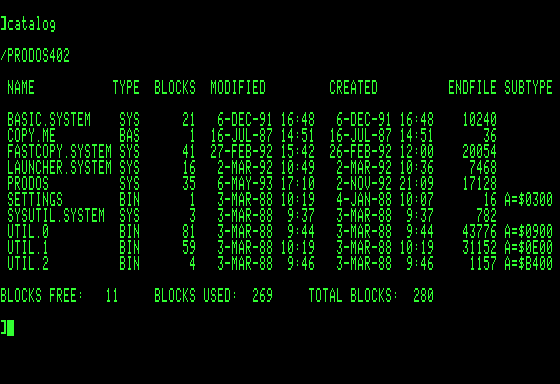 ]catalog
/PRODOS402
NAME TYPE BLOCKS MODIFIED CREATED ENDFILE SUBTYPE
BASIC.SYSTEM SYS 21 6-DEC-91 16:48 6-DEC-91 16:48 10240
COPY.ME BAS 1 16-JUL-87 14:51 16-JUL-87 14:51 36
FASTCOPY.SYSTEM SYS 41 27-FEB-92 15:42 26-FEB-92 12:00 20054
LAUNCHER.SYSTEM SYS 16 2-MAR-92 10:49 2-MAR-92 10:36 7468
PRODOS SYS 35 6-MAY-93 17:10 2-NOV-92 21:09 17128
SETTINGS BIN 1 3-MAR-88 10:19 4-JAN-88 10:07 16 A=$0300
SYSUTIL.SYSTEM SYS 3 3-MAR-88 9:37 3-MAR-88 9:37 782
UTIL.0 BIN 81 3-MAR-88 9:44 3-MAR-88 9:44 43776 A=$0900
UTIL.1 BIN 59 3-MAR-88 10:19 3-MAR-88 10:19 31152 A=$0E00
UTIL.2 BIN 4 3-MAR-88 9:46 3-MAR-88 9:46 1157 A=$B400
BLOCKS FREE: 11 BLOCKS USED: 269 TOTAL BLOCKS: 280
]